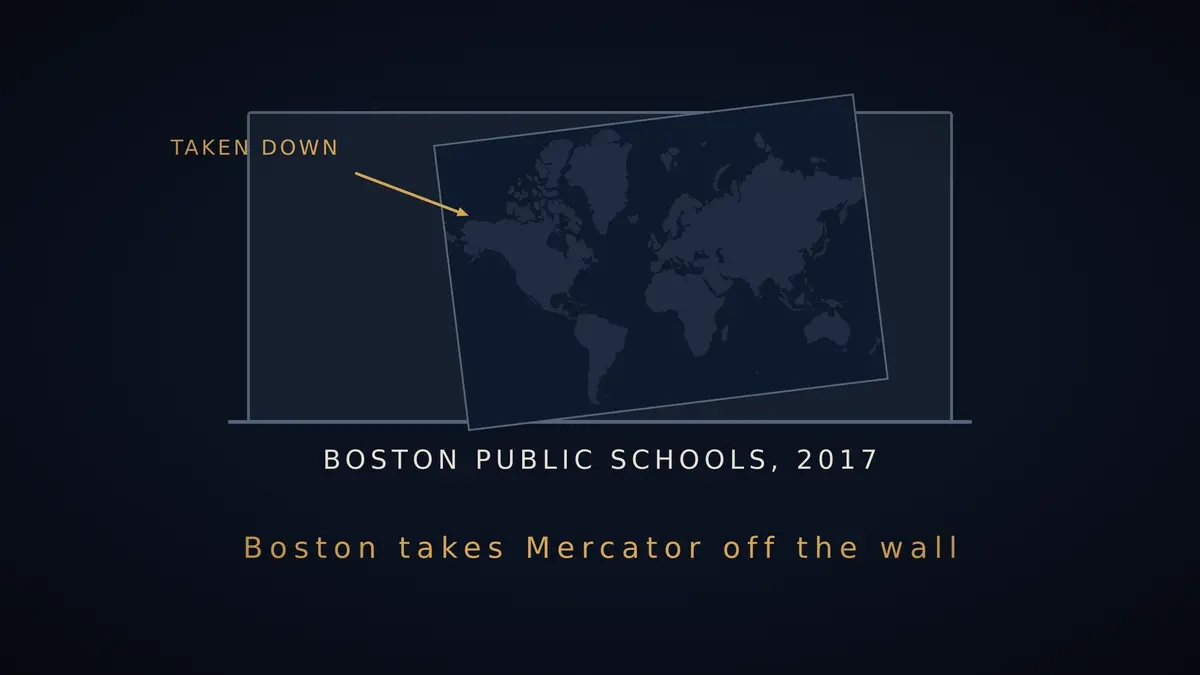 TAKEN DOWN
BOSTON PUBLIC SCHOOLS, 2017
Boston takes Mercator off the wall